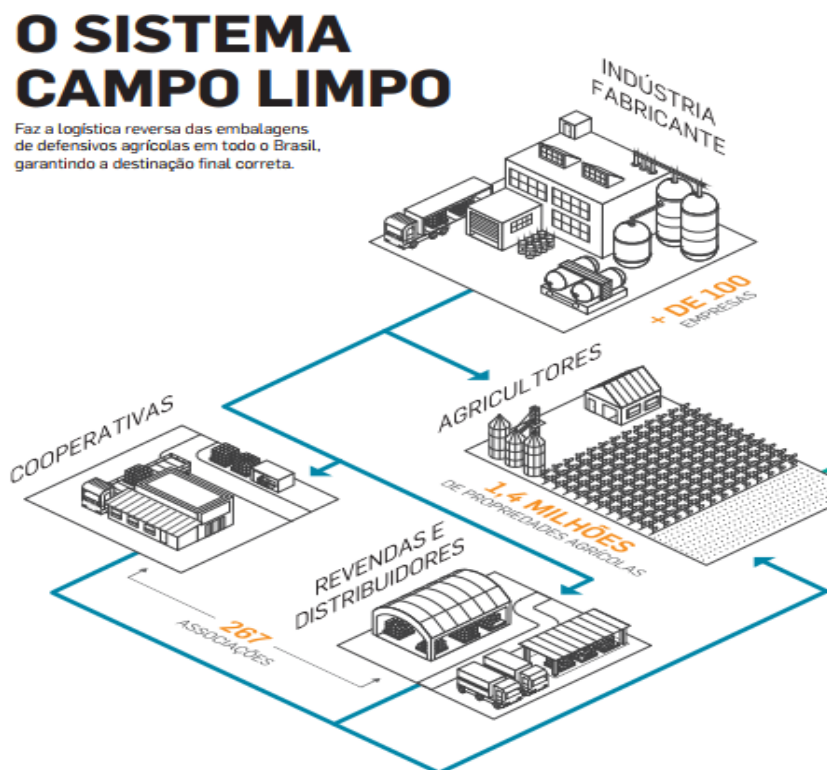 O SISTEMA
CAMPO LIMPO
Faz a logística reversa das embalagens
de defensivos agrícolas em todo o Brasil,
garantindo a destinação final correta.
INDÚSTRIA
FABRICANTE
+ DE 100
EMPRESAS
AGRICULTORES
1,4 MILHÕES
DE PROPRIEDADES AGRÍCOLAS
COOPERATIVAS
REVENDAS E
DISTRIBUIDORES
267
ASSOCIAÇÕES